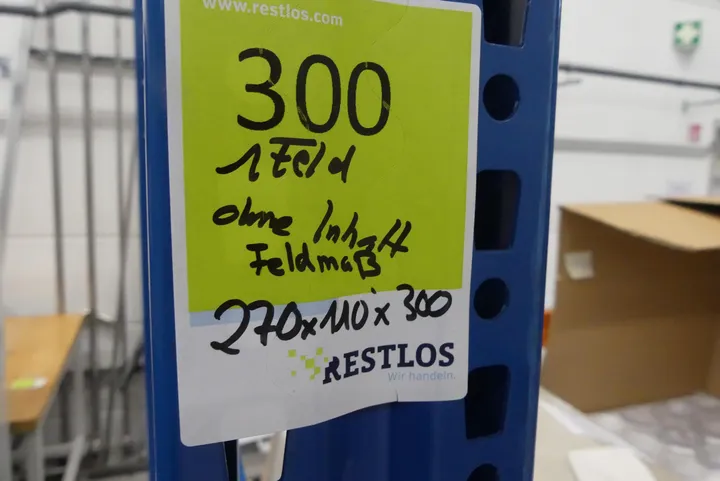 www.restlos.com
300
1 Feld
ohne Inhalt
Feldmaß
270x110x300
RESTLOS
Wir handeln.